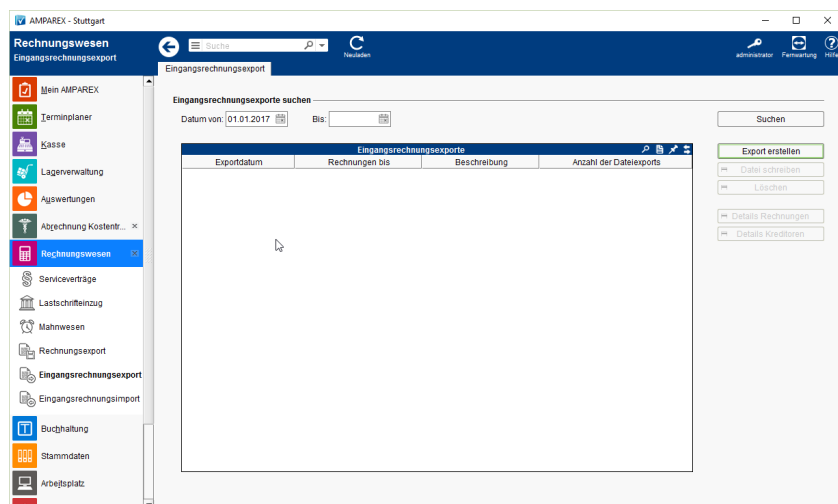 AMPAREX - Stuttgart
Rechnungswesen
Eingangsrechnungsexport
Suche
Neuladen
administrator
Fernwartung
Hilfe
Eingangsrechnungsexport
Mein AMPAREX
Terminplaner
Kasse
Lagerverwaltung
Auswertungen
Abrechnung Kostentr...
Rechnungswesen
Serviceverträge
Lastschrifteinzug
Mahnwesen
Rechnungsexport
Eingangsrechnungsexport
Eingangsrechnungsimport
Buchhaltung
Stammdaten
Arbeitsplatz
Eingangsrechnungsexporte suchen
Datum von: 01.01.2017 Bis:
Suchen
Eingangsrechnungsexporte
Exportdatum Rechnungen bis Beschreibung Anzahl der Dateiexports
Export erstellen
Datei schreiben
Löschen
Details Rechnungen
Details Kreditoren